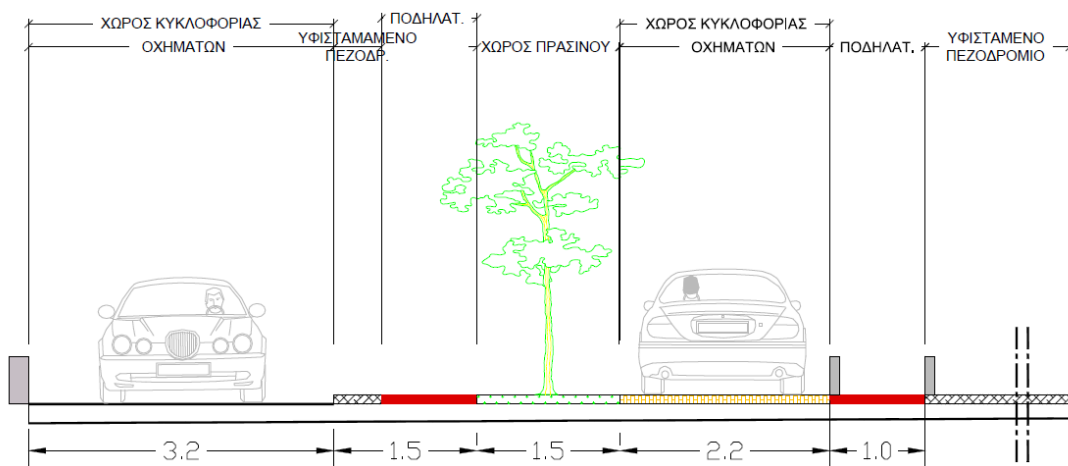 ΧΩΡΟΣ ΚΥΚΛΟΦΟΡΙΑΣ
ΟΧΗΜΑΤΩΝ
ΥΦΙΣΤΑΜΑΜΕΝΟ
ΠΕΖΟΔΡ.
ΠΟΔΗΛΑΤ.
ΧΩΡΟΣ ΠΡΑΣΙΝΟΥ
ΧΩΡΟΣ ΚΥΚΛΟΦΟΡΙΑΣ
ΟΧΗΜΑΤΩΝ
ΠΟΔΗΛΑΤ.
ΥΦΙΣΤΑΜΕΝΟ
ΠΕΖΟΔΡΟΜΙΟ
3.2 1.5 1.5 2.2 1.0